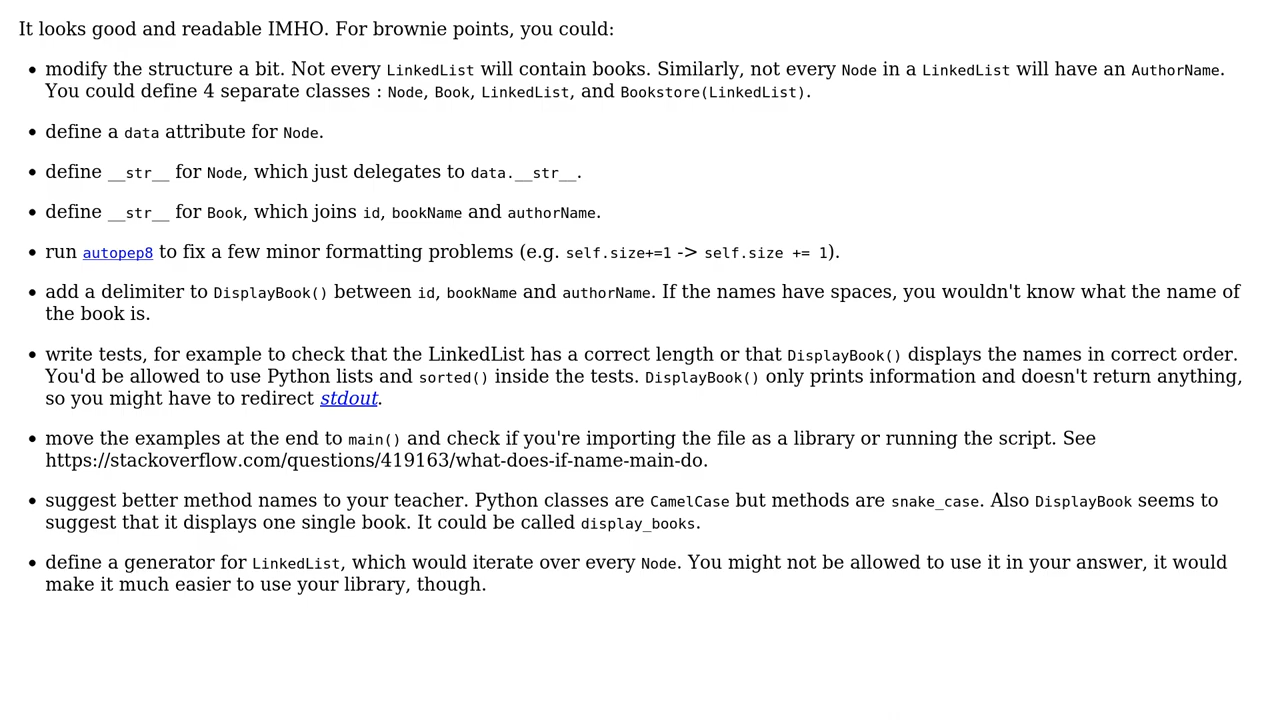 It looks good and readable IMHO. For brownie points, you could:
• modify the structure a bit. Not every LinkedList will contain books. Similarly, not every Node in a LinkedList will have an AuthorName.
You could define 4 separate classes : Node, Book, LinkedList, and Bookstore(LinkedList).
• define a data attribute for Node.
• define __str__ for Node, which just delegates to data.__str__.
• define __str__ for Book, which joins id, bookName and authorName.
• run autopep8 to fix a few minor formatting problems (e.g. self.size+=1 -> self.size += 1).
• add a delimiter to DisplayBook() between id, bookName and authorName. If the names have spaces, you wouldn't know what the name of
the book is.
• write tests, for example to check that the LinkedList has a correct length or that DisplayBook() displays the names in correct order.
You'd be allowed to use Python lists and sorted() inside the tests. DisplayBook() only prints information and doesn't return anything,
so you might have to redirect stdout.
• move the examples at the end to main() and check if you're importing the file as a library or running the script. See
https://stackoverflow.com/questions/419163/what-does-if-name-main-do.
• suggest better method names to your teacher. Python classes are CamelCase but methods are snake_case. Also DisplayBook seems to
suggest that it displays one single book. It could be called display_books.
• define a generator for LinkedList, which would iterate over every Node. You might not be allowed to use it in your answer, it would
make it much easier to use your library, though.